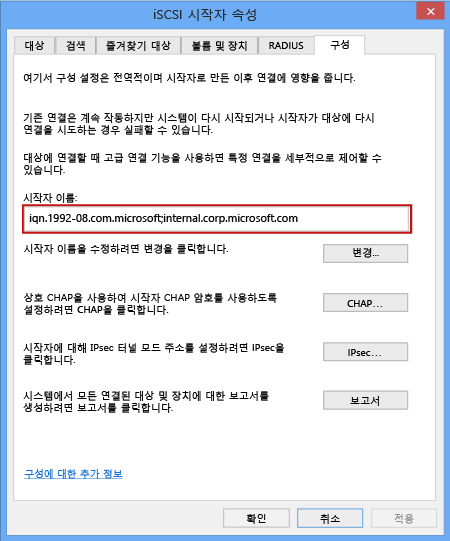 iSCSI 시작자 속성
대상 검색 즐겨찾기 대상 볼륨 및 장치 RADIUS 구성
여기서 구성 설정은 전역적이며 시작자로 만든 이후 연결에 영향을 줍니다.
기존 연결은 계속 작동하지만 시스템이 다시 시작되거나 시작자가 대상에 다시
연결을 시도하는 경우 실패할 수 있습니다.
대상에 연결할 때 고급 연결 기능을 사용하면 특정 연결을 세부적으로 제어할 수
있습니다.
시작자 이름:
iqn.1992-08.com.microsoft;internal.corp.microsoft.com
시작자 이름을 수정하려면 변경을 클릭합니다.
변경...
상호 CHAP을 사용하여 시작자 CHAP 암호를 사용하도록
설정하려면 CHAP을 클릭합니다.
CHAP...
시작자에 대해 IPsec 터널 모드 주소를 설정하려면 IPsec을
클릭합니다.
IPsec...
시스템에서 모든 연결된 대상 및 장치에 대한 보고서를
생성하려면 보고서를 클릭합니다.
보고서
구성에 대한 추가 정보
확인 취소 적용